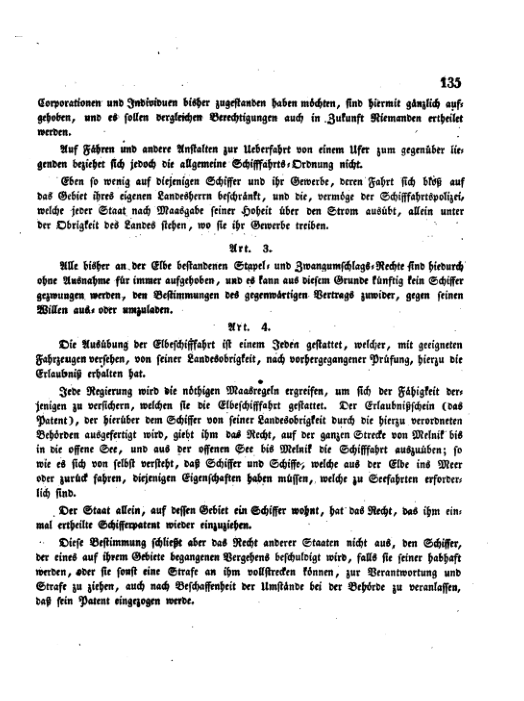 135
Corporationen und Individuen bisher zugestanden haben möchten, sind hiermit gänzlich auf-
gehoben, und es sollen dergleichen Berechtigungen auch in Zukunft Niemanden ertheilet
werden.
Auf Fähren und andere Anstalten zur Ueberfahrt von einem Ufer zum gegenüber lie-
genden beziehet sich jedoch die allgemeine Schifffahrts-Ordnung nicht.
Eben so wenig auf diejenigen Schiffer und ihr Gewerbe, deren Fahrt sich bloß auf
das Gebiet ihres eigenen Landesherrn beschränkt, und die, vermöge der Schifffahrtspolizei,
welche jeder Staat nach Maasgabe seiner Hoheit über den Strom ausübt, allein unter
der Obrigkeit des Landes stehen, wo sie ihr Gewerbe treiben.
Art. 3.
Alle bisher an der Elbe bestandenen Stapel- und Zwangumschlags-Rechte sind hiedurch
ohne Ausnahme für immer aufgehoben, und es kann aus diesem Grunde künftig kein Schiffer
gezwungen werden, den Bestimmungen des gegenwärtigen Vertrags zuwider, gegen seinen
Willen aus- oder umzuladen.
Art. 4.
Die Ausübung der Elbeschifffahrt ist einem Jeden gestattet, welcher, mit geeigneten
Fahrzeugen versehen, von seiner Landesobrigkeit, nach vorhergegangener Prüfung, hierzu die
Erlaubniß erhalten hat.
Jede Regierung wird die nöthigen Maasregeln ergreifen, um sich der Fähigkeit der-
jenigen zu versichern, welchen sie die Elbeschifffahrt gestattet. Der Erlaubnißschein (das
Patent), der hierüber dem Schiffer von seiner Landesobrigkeit durch die hierzu verordneten
Behörden ausgefertigt wird, giebt ihm das Recht, auf der ganzen Strecke von Melnik bis
in die offene See, und aus der offenen See bis Melnik die Schifffahrt auszuüben; so
wie es sich von selbst versteht, daß Schiffer und Schiffe, welche aus der Elbe ins Meer
oder zurück fahren, diejenigen Eigenschaften haben müssen, welche zu Seefahrten erforder-
lich sind.
Der Staat allein, auf dessen Gebiet ein Schiffer wohnt, hat das Recht, das ihm ein-
mal ertheilte Schifferpatent wieder einzuziehen.
Diese Bestimmung schließt aber das Recht anderer Staaten nicht aus, den Schiffer,
der eines auf ihrem Gebiete begangenen Vergehens beschuldigt wird, falls sie seiner habhaft
werden, oder sie sonst eine Strafe an ihm vollstrecken können, zur Verantwortung und
Strafe zu ziehen, auch nach Beschaffenheit der Umstände bei der Behörde zu veranlassen,
daß sein Patent eingezogen werde.